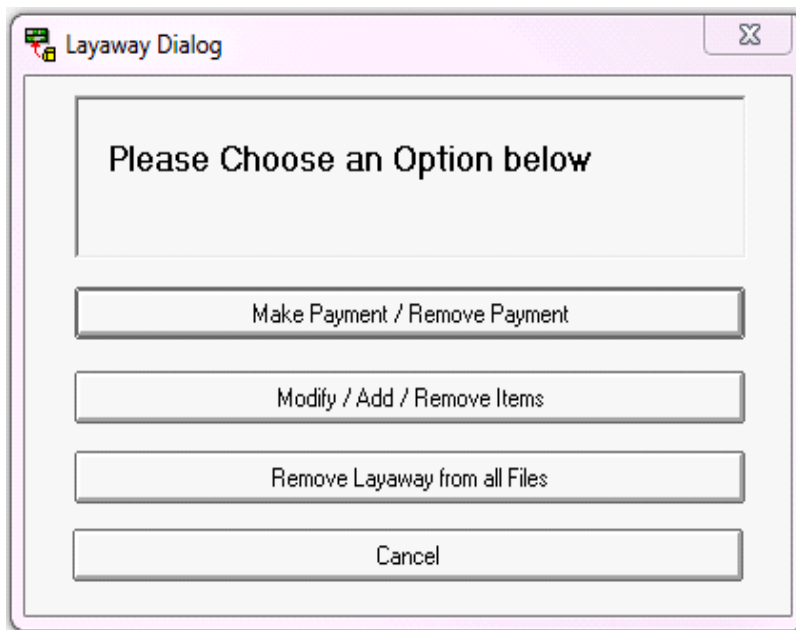 Layaway Dialog
Please Choose an Option below
Make Payment / Remove Payment
Modify / Add / Remove Items
Remove Layaway from all Files
Cancel